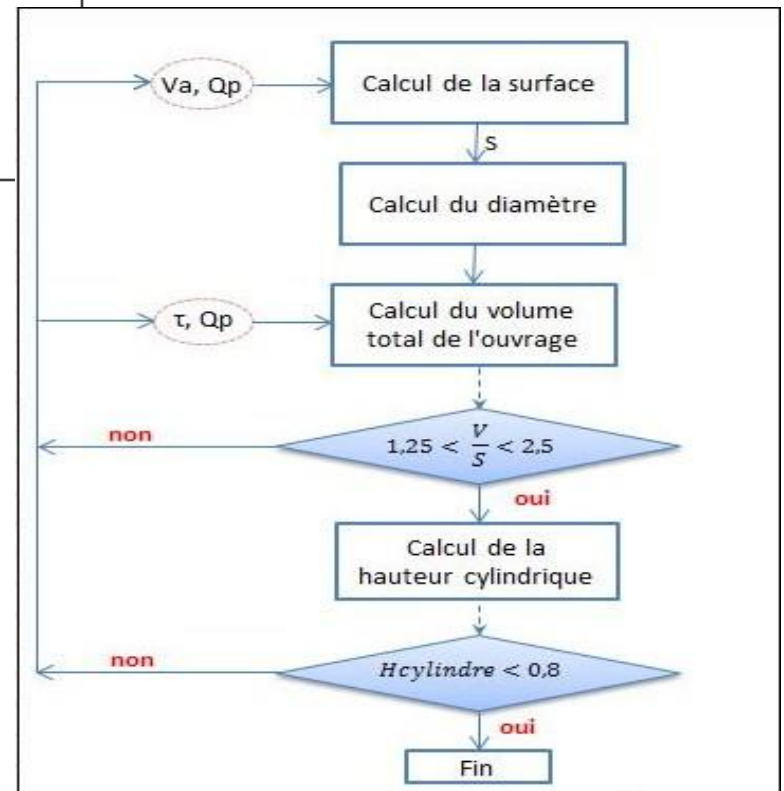 Va, Qp
Calcul de la surface
S
Calcul du diamètre
τ, Qp
Calcul du volume
total de l'ouvrage
non
1,25 < V/S < 2,5
oui
Calcul de la
hauteur cylindrique
non
Hcylindre < 0,8
oui
Fin